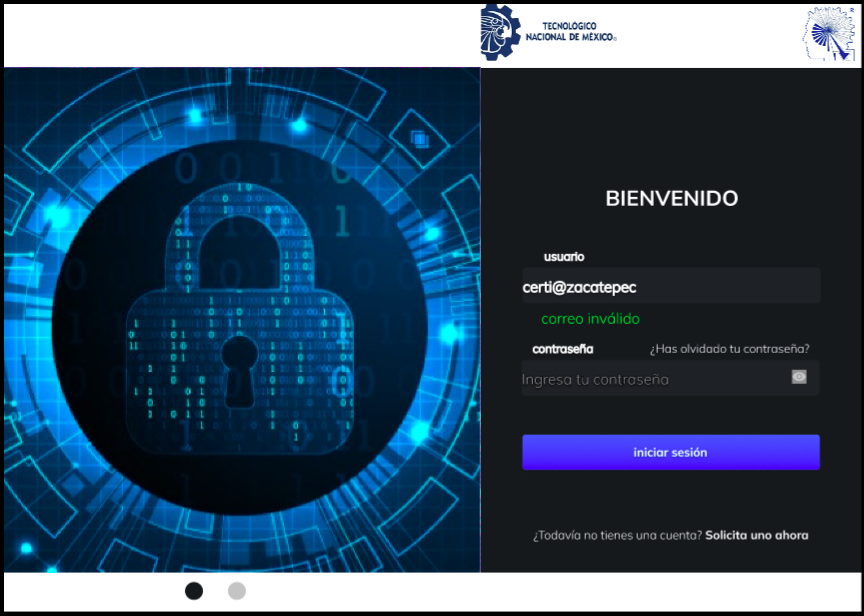 TECNOLÓGICO
NACIONAL DE MÉXICO®
BIENVENIDO
usuario
certi@zacatepec
correo inválido
contraseña ¿Has olvidado tu contraseña?
Ingresa tu contraseña
iniciar sesión
¿Todavía no tienes una cuenta? Solicita uno ahora